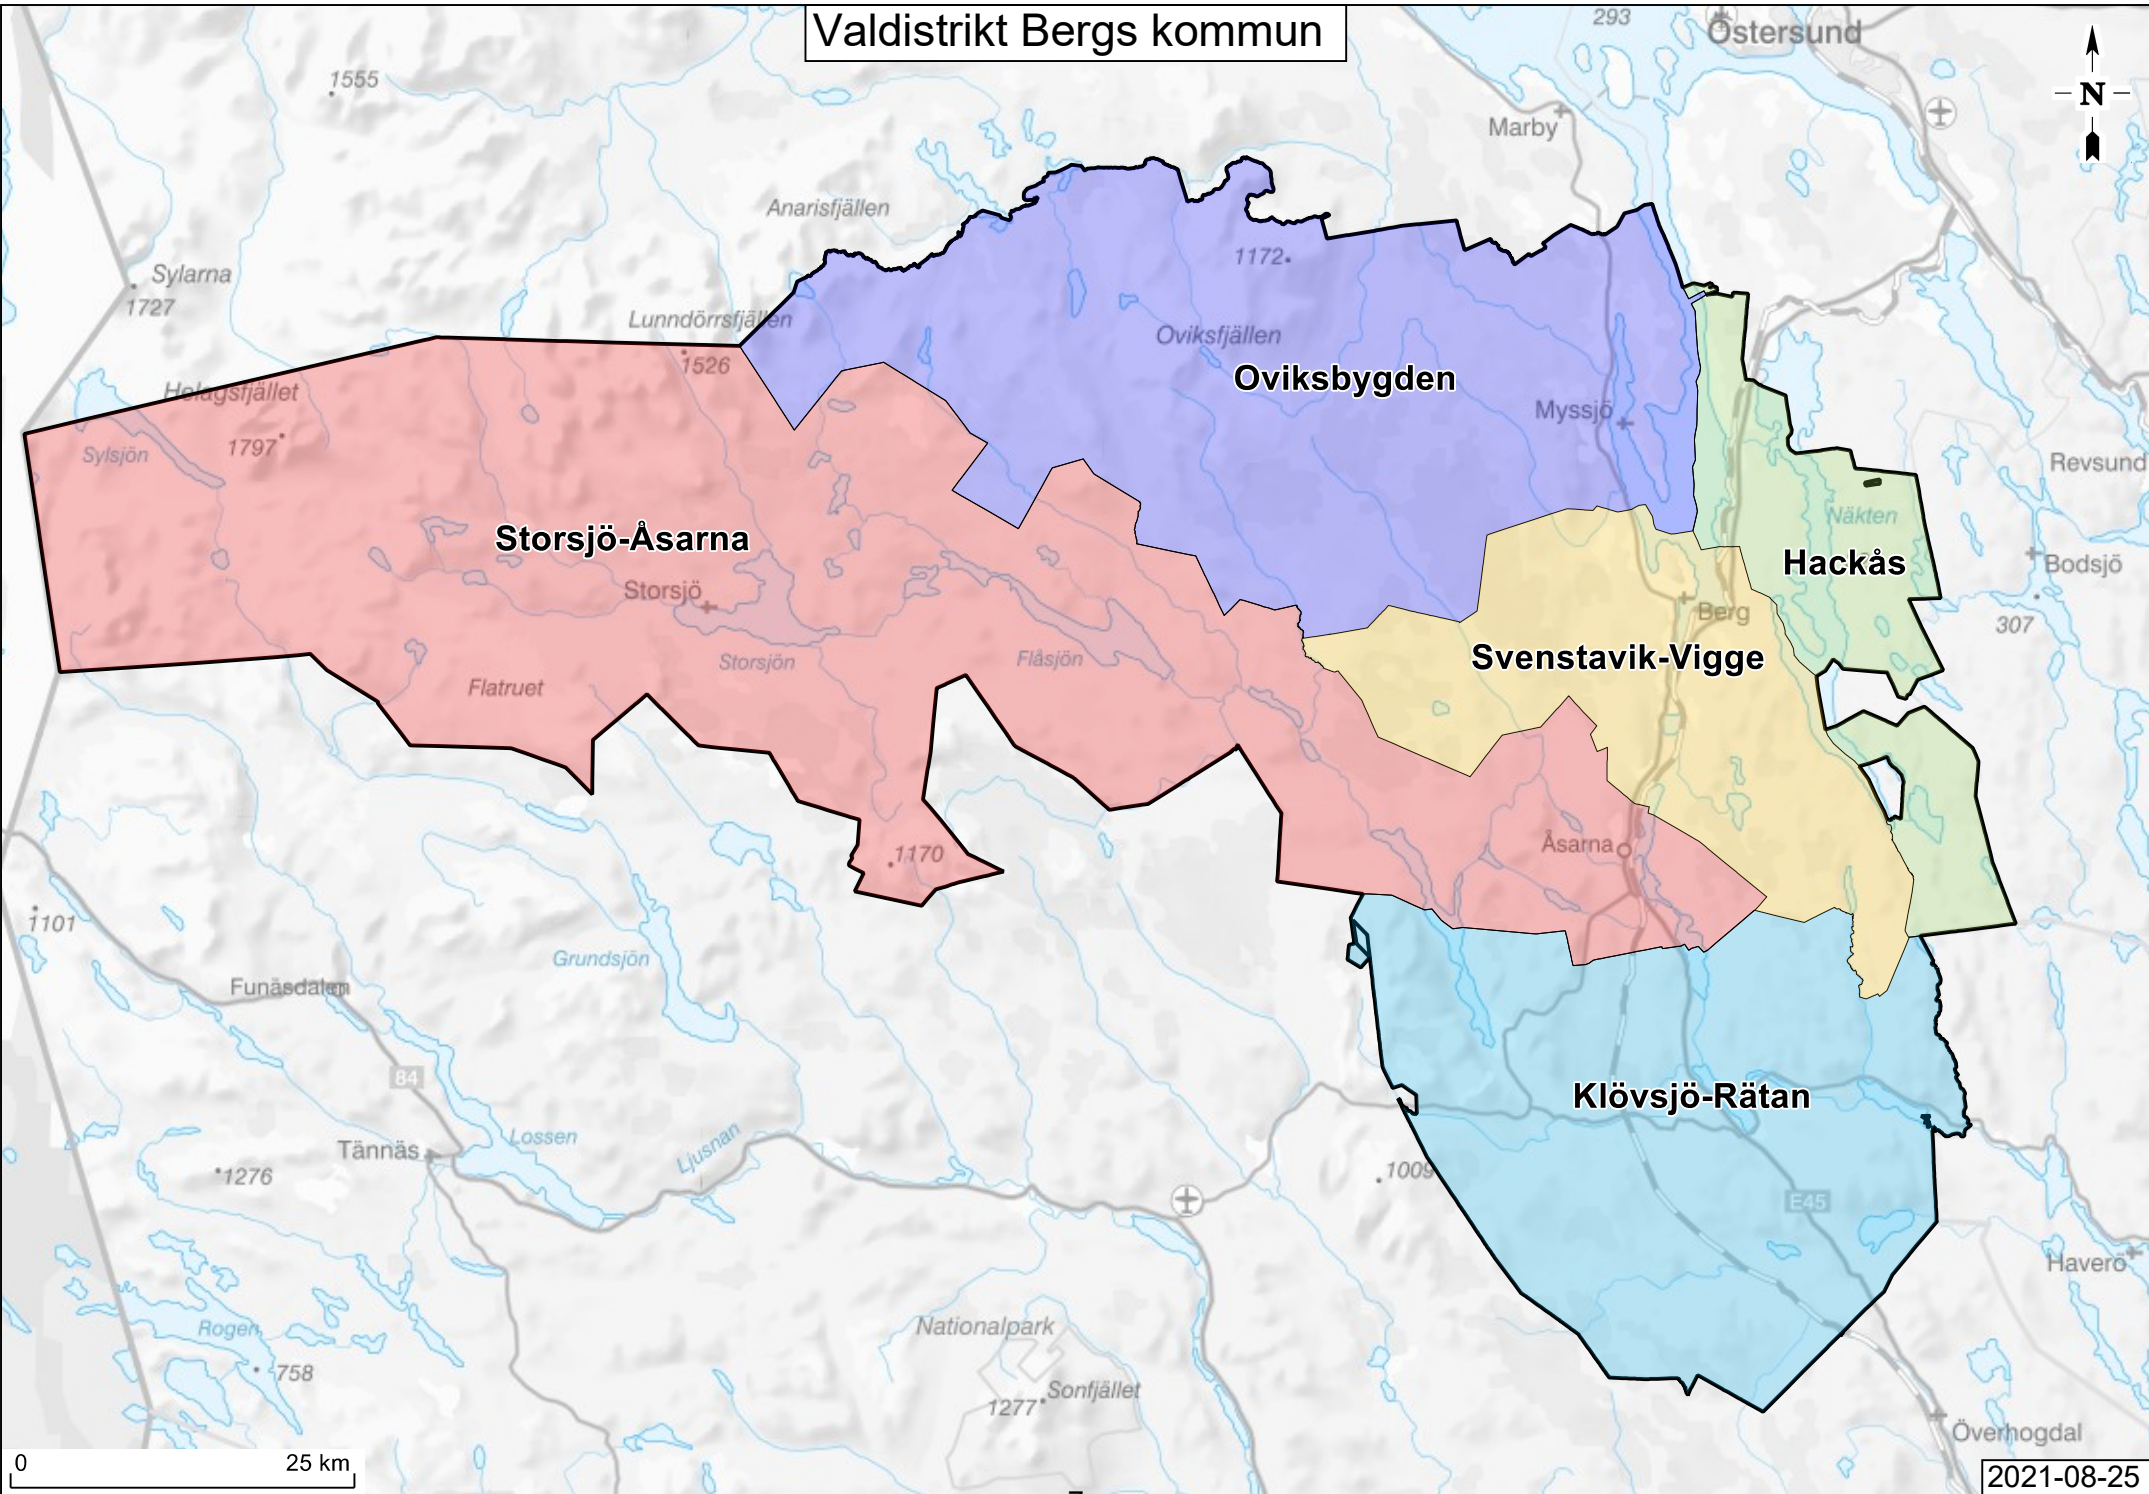 Valdistrikt Bergs kommun
293
Östersund
N
1555
Marby
Anarisfjällen
Sylarna
1727
1172
Lunndörrsfjällen
Oviksfjällen
1526
Oviksbygden
Helagsfjället
Myssjö
1797
Sylsjön
Revsund
Näkten
Storsjö-Åsarna
Hackås
Bodsjö
Storsjö
Berg
307
Storsjön
Flåsjön
Svenstavik-Vigge
Flatruet
Åsarna
1170
1101
Grundsjön
Funäsdalen
84
Klövsjö-Rätan
Lossen
Ljusnan
Tännäs
1276
1009
E45
Haverö
Rogen
Nationalpark
758
Sonfjället
1277
Överhogdal
0 25 km
2021-08-25